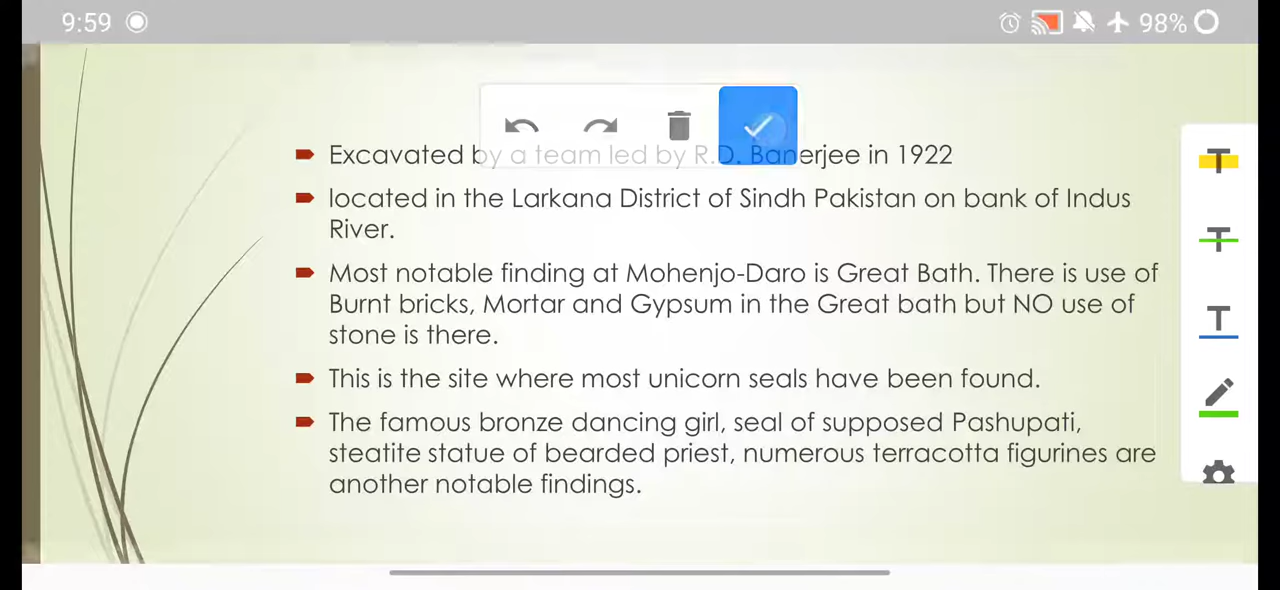 9:59
98%
Excavated by a team led by R.D. Banerjee in 1922
located in the Larkana District of Sindh Pakistan on bank of Indus
River.
Most notable finding at Mohenjo-Daro is Great Bath. There is use of
Burnt bricks, Mortar and Gypsum in the Great bath but NO use of
stone is there.
This is the site where most unicorn seals have been found.
The famous bronze dancing girl, seal of supposed Pashupati,
steatite statue of bearded priest, numerous terracotta figurines are
another notable findings.
T
T
T